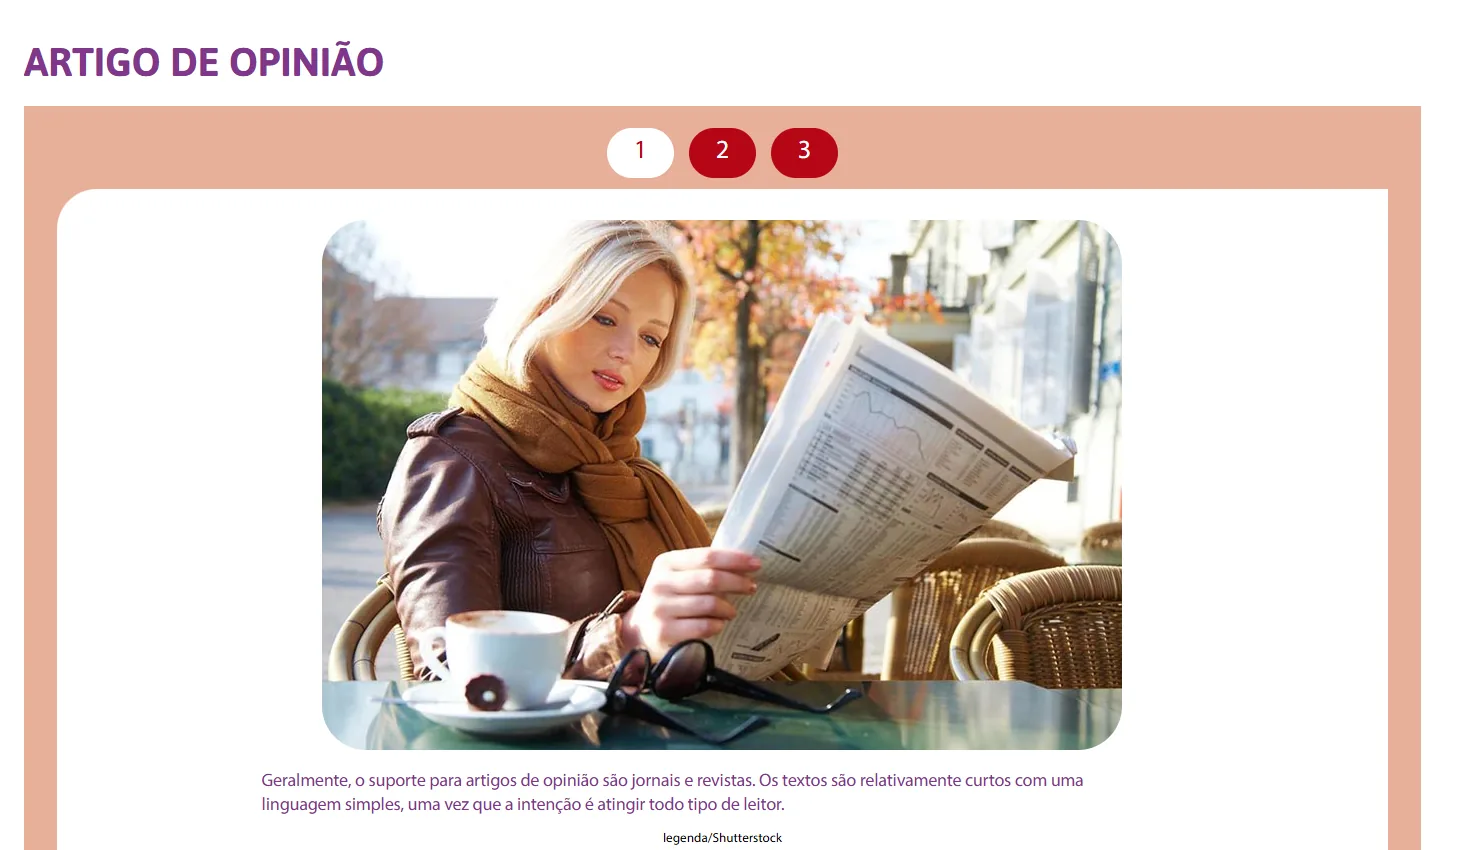 ARTIGO DE OPINIÃO
1 2 3
Geralmente, o suporte para artigos de opinião são jornais e revistas. Os textos são relativamente curtos com uma
linguagem simples, uma vez que a intenção é atingir todo tipo de leitor.
legenda/Shutterstock